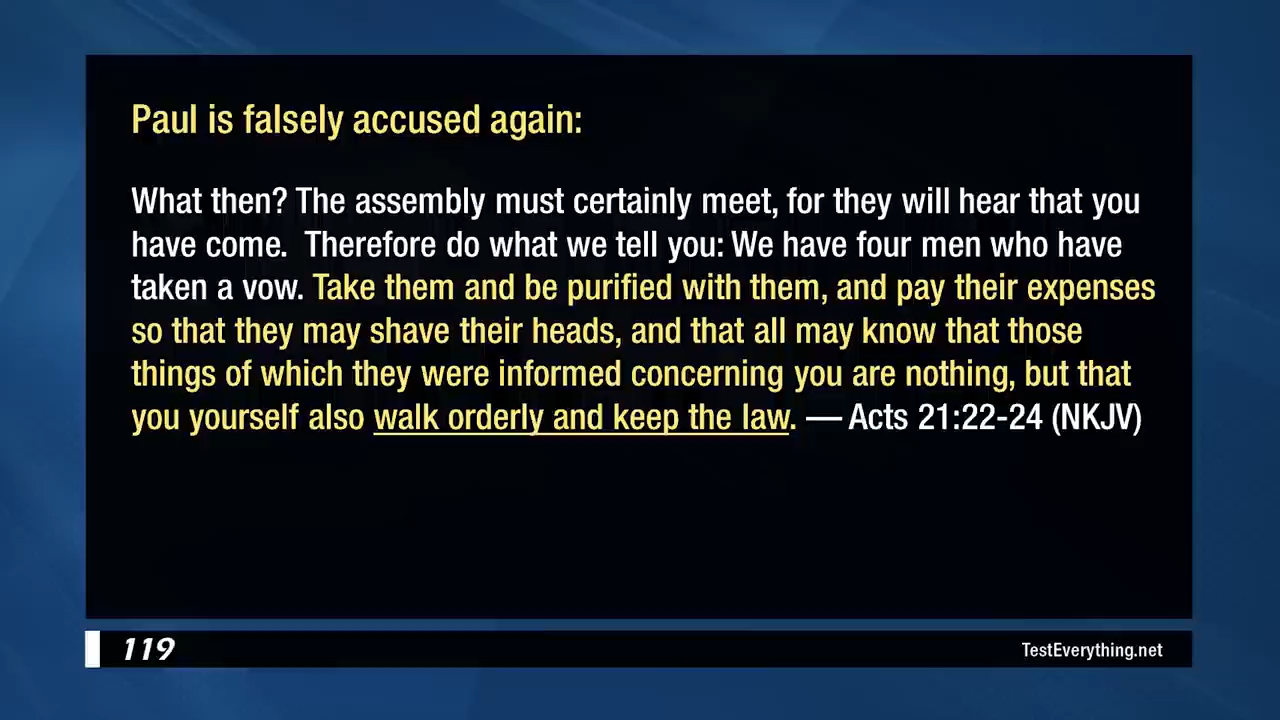 Paul is falsely accused again:
What then? The assembly must certainly meet, for they will hear that you
have come.  Therefore do what we tell you: We have four men who have
taken a vow. Take them and be purified with them, and pay their expenses
so that they may shave their heads, and that all may know that those
things of which they were informed concerning you are nothing, but that
you yourself also walk orderly and keep the law. — Acts 21:22-24 (NKJV)
119
TestEverything.net